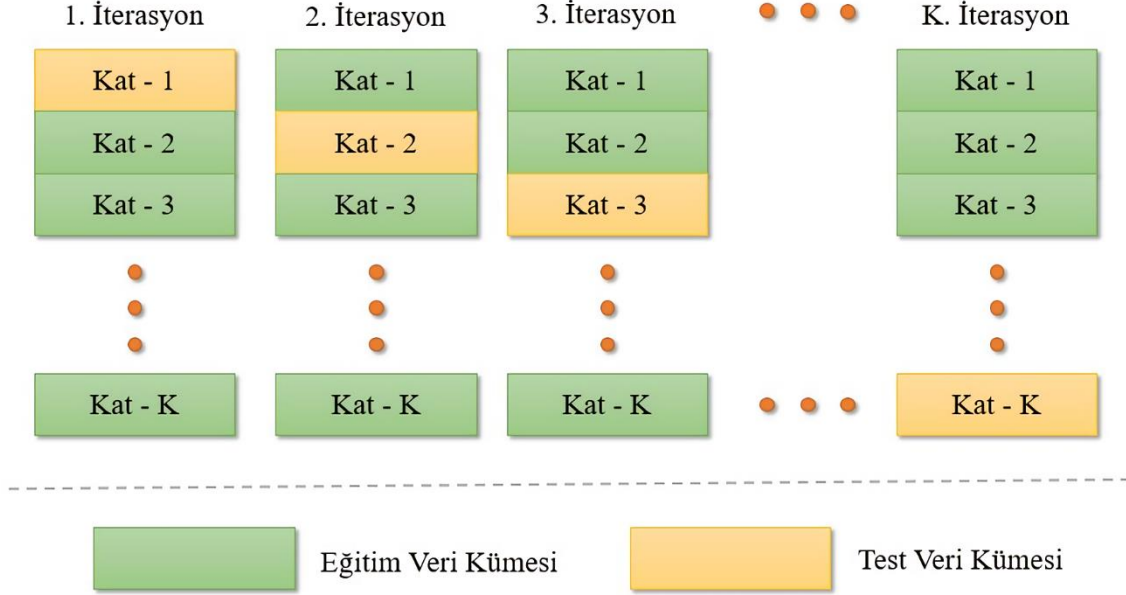 1. İterasyon
2. İterasyon
3. İterasyon
K. İterasyon
Kat - 1
Kat - 1
Kat - 1
Kat - 1
Kat - 2
Kat - 2
Kat - 2
Kat - 2
Kat - 3
Kat - 3
Kat - 3
Kat - 3
Kat - K
Kat - K
Kat - K
Kat - K
Eğitim Veri Kümesi
Test Veri Kümesi